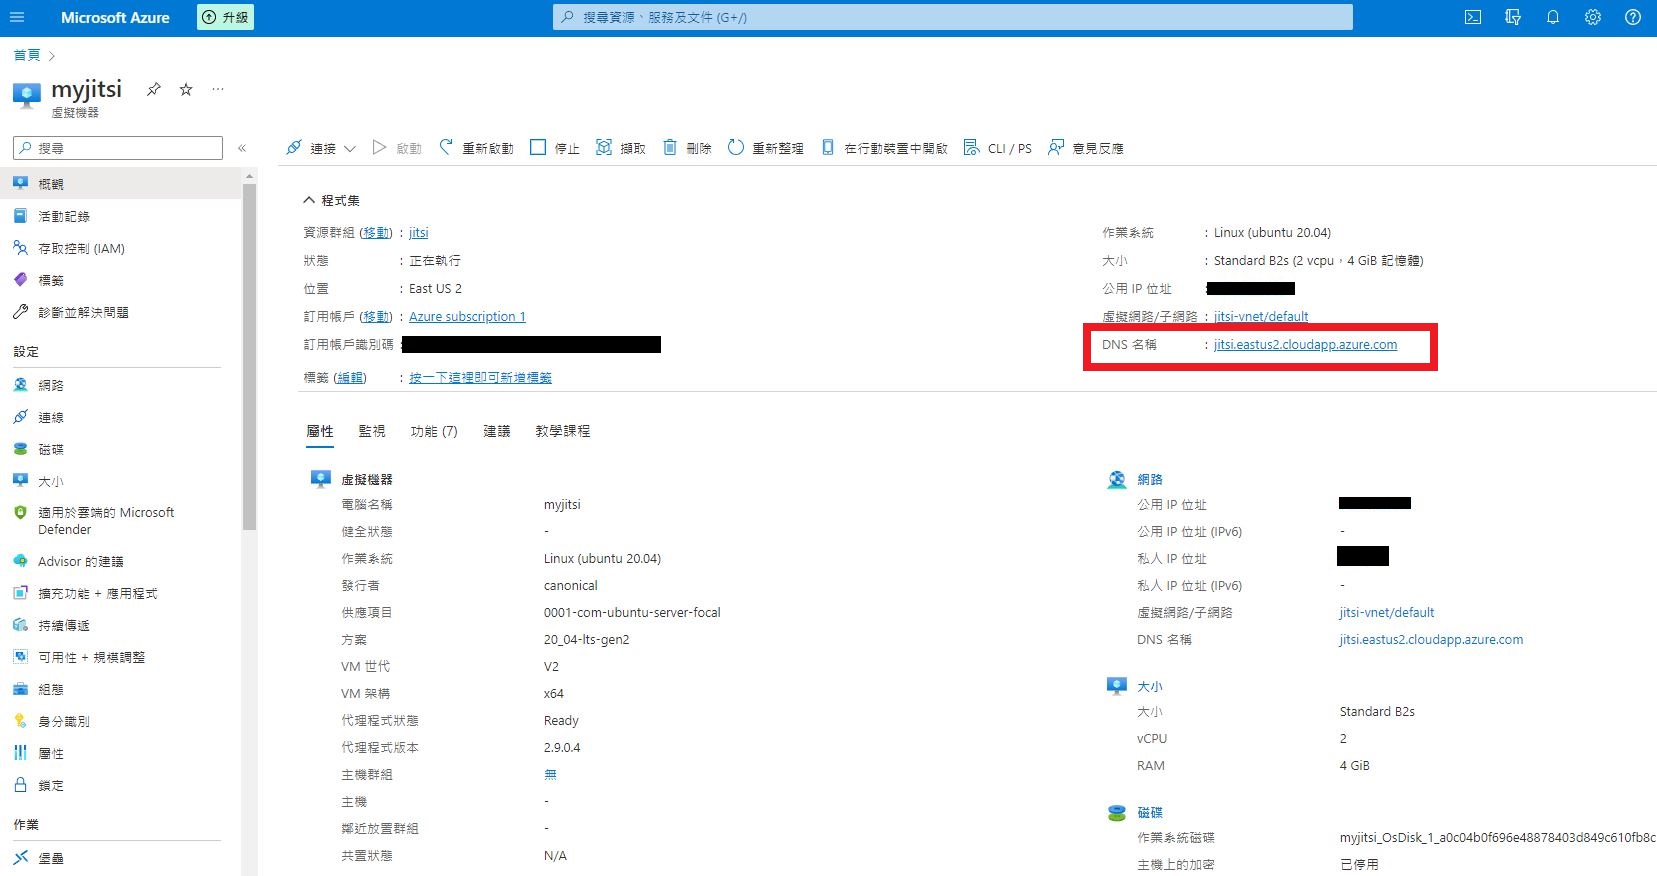 Microsoft Azure
升級
搜尋資源、服務及文件 (G+/)
首頁
myjitsi
虛擬機器
搜尋
連接
啟動
重新啟動
停止
擷取
刪除
重新整理
在行動裝置中開啟
CLI / PS
意見反應
概觀
活動記錄
存取控制 (IAM)
標籤
診斷並解決問題
設定
網路
連線
磁碟
大小
適用於雲端的 Microsoft
Defender
Advisor 的建議
擴充功能 + 應用程式
持續傳遞
可用性 + 規模調整
組態
身分識別
屬性
鎖定
作業
堡壘
程式集
資源群組 (移動) : jitsi
狀態 : 正在執行
位置 : East US 2
訂用帳戶 (移動) : Azure subscription 1
訂用帳戶識別碼 :
標籤 (編輯) : 按一下這裡即可新增標籤
作業系統 : Linux (ubuntu 20.04)
大小 : Standard B2s (2 vcpu，4 GiB 記憶體)
公用 IP 位址 :
虛擬網路/子網路 : jitsi-vnet/default
DNS 名稱 : jitsi.eastus2.cloudapp.azure.com
屬性
監視
功能 (7)
建議
教學課程
虛擬機器
電腦名稱 myjitsi
健全狀態 -
作業系統 Linux (ubuntu 20.04)
發行者 canonical
供應項目 0001-com-ubuntu-server-focal
方案 20_04-lts-gen2
VM 世代 V2
VM 架構 x64
代理程式狀態 Ready
代理程式版本 2.9.0.4
主機群組 無
主機 -
鄰近放置群組 -
共置狀態 N/A
網路
公用 IP 位址
公用 IP 位址 (IPv6) -
私人 IP 位址
私人 IP 位址 (IPv6) -
虛擬網路/子網路 jitsi-vnet/default
DNS 名稱 jitsi.eastus2.cloudapp.azure.com
大小
大小 Standard B2s
vCPU 2
RAM 4 GiB
磁碟
作業系統磁碟 myjitsi_OsDisk_1_a0c04b0f696e48878403d849c610fb8c
主機上的加密 已停用